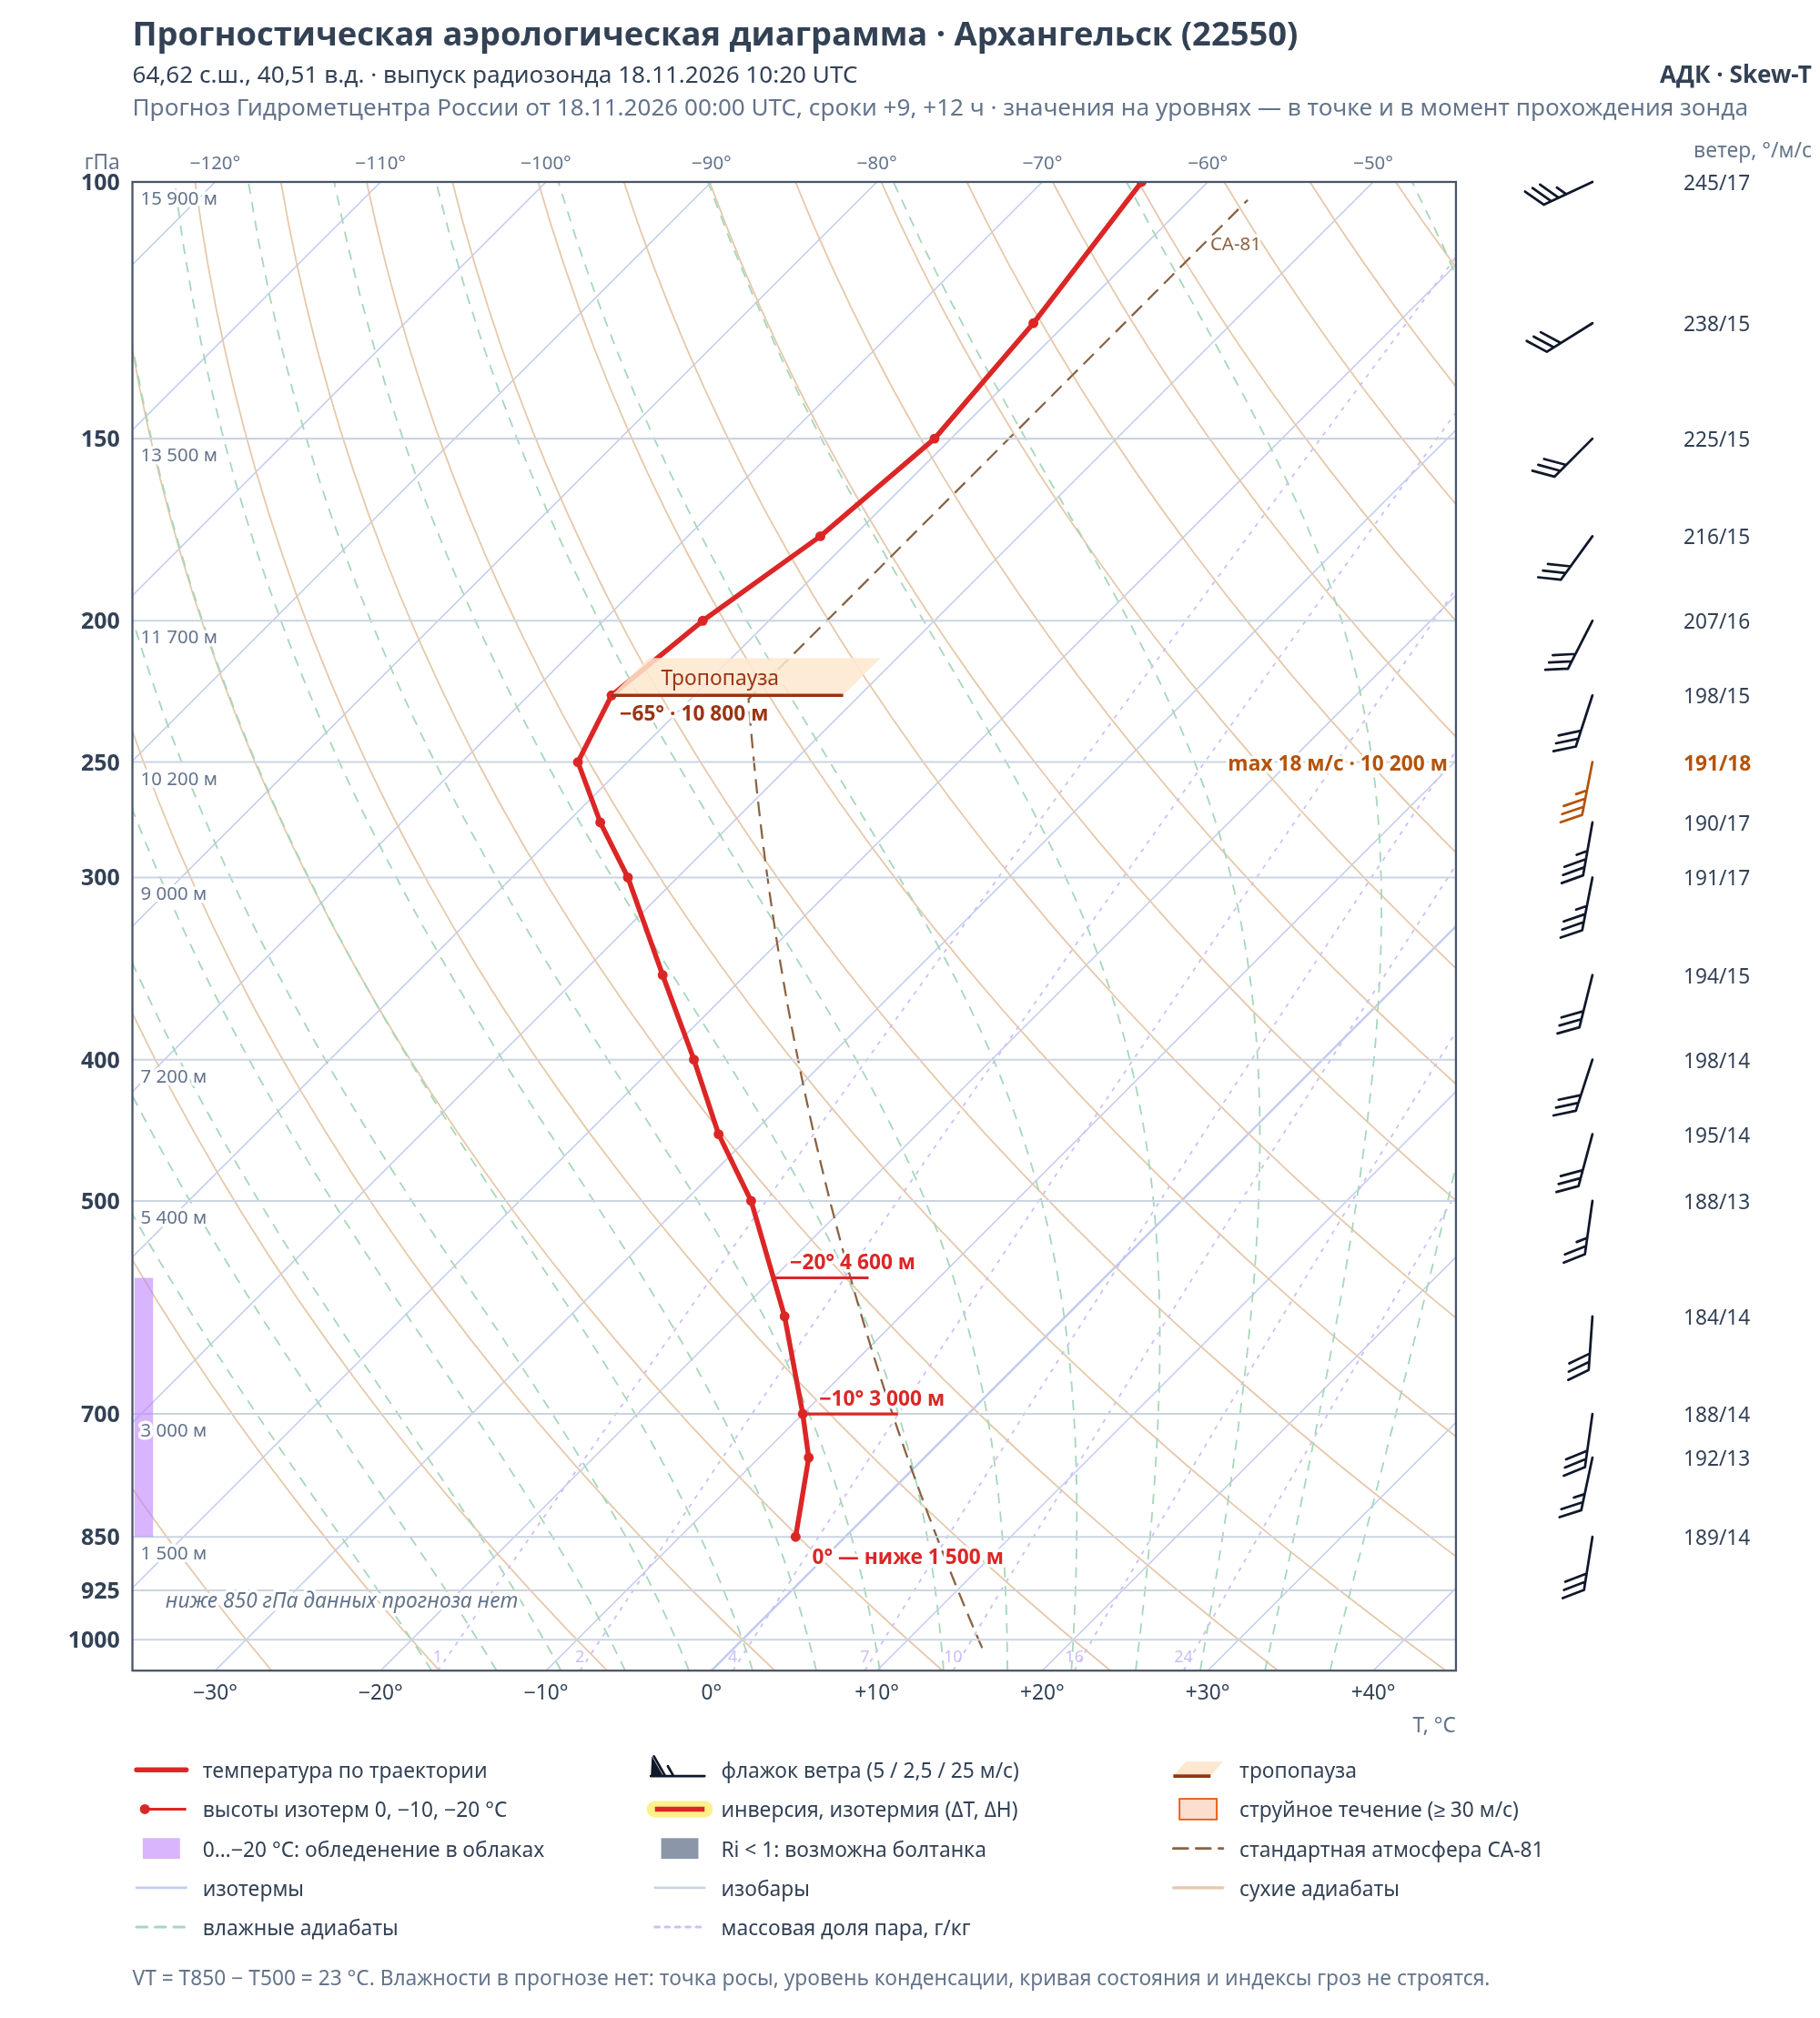 Прогностическая аэрологическая диаграмма · Архангельск (22550)
64,62 с.ш., 40,51 в.д. · выпуск радиозонда 18.11.2026 10:20 UTC
АДК · Skew-T
Прогноз Гидрометцентра России от 18.11.2026 00:00 UTC, сроки +9, +12 ч · значения на уровнях — в точке и в момент прохождения зонда
гПа
−120° −110° −100° −90° −80° −70° −60° −50°
ветер, °/м/с
100
15 900 м
245/17
СА-81
238/15
150
13 500 м
225/15
216/15
200
11 700 м
207/16
Тропопауза
−65° · 10 800 м
198/15
250
10 200 м
max 18 м/с · 10 200 м
191/18
190/17
300
9 000 м
191/17
194/15
400
7 200 м
198/14
195/14
500
5 400 м
188/13
−20° 4 600 м
184/14
−10° 3 000 м
700
3 000 м
188/14
192/13
850
1 500 м
189/14
0° — ниже 1 500 м
925
ниже 850 гПа данных прогноза нет
1000
1 2 4 7 10 16 24
−30° −20° −10° 0° +10° +20° +30° +40°
T, °C
температура по траектории
флажок ветра (5 / 2,5 / 25 м/с)
тропопауза
высоты изотерм 0, −10, −20 °C
инверсия, изотермия (ΔT, ΔH)
струйное течение (≥ 30 м/с)
0…−20 °C: обледенение в облаках
Ri < 1: возможна болтанка
стандартная атмосфера СА-81
изотермы
изобары
сухие адиабаты
влажные адиабаты
массовая доля пара, г/кг
VT = T850 − T500 = 23 °C. Влажности в прогнозе нет: точка росы, уровень конденсации, кривая состояния и индексы гроз не строятся.